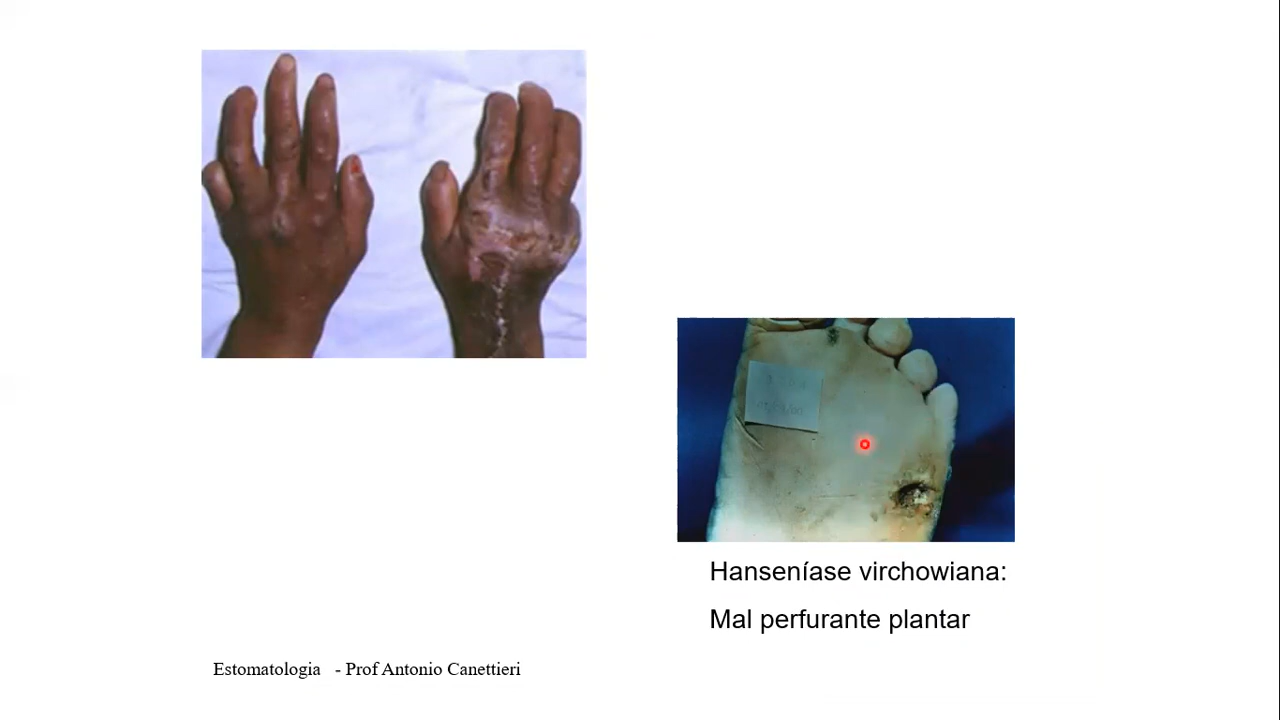 Hanseníase virchowiana:
Mal perfurante plantar
Estomatologia - Prof Antonio Canettieri